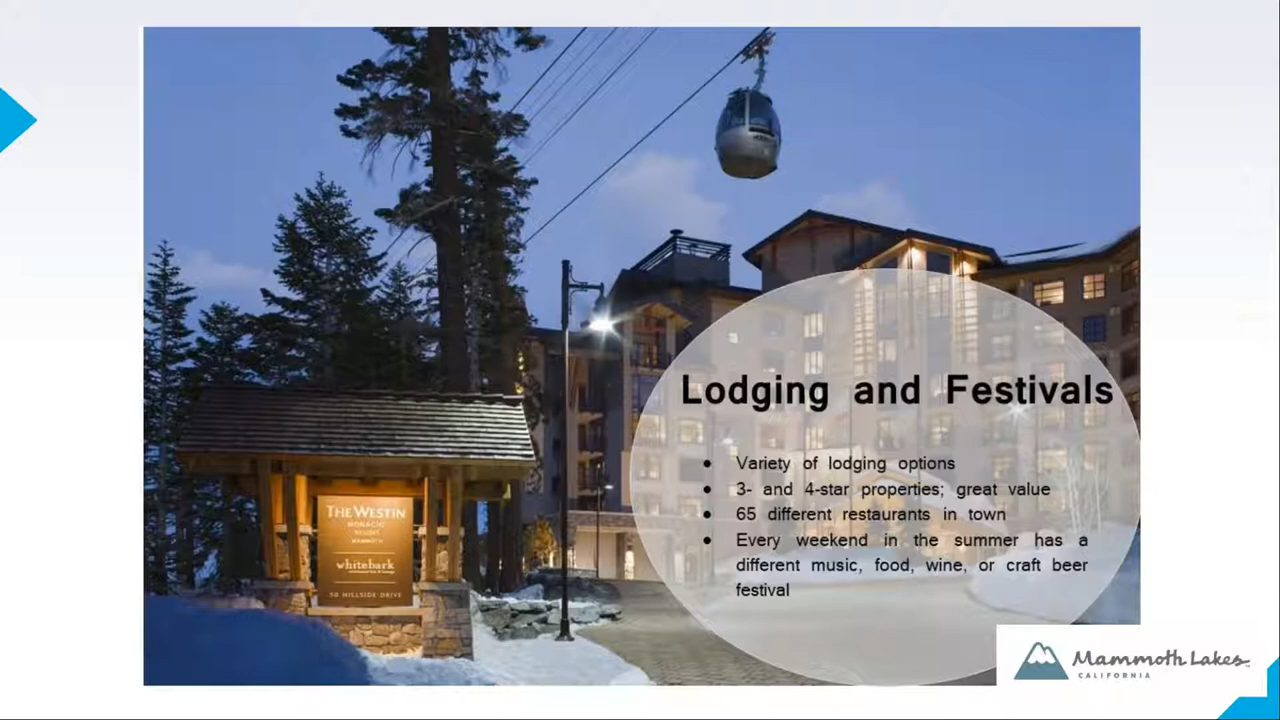 Lodging and Festivals
• Variety of lodging options
• 3- and 4-star properties; great value
• 65 different restaurants in town
• Every weekend in the summer has a
different music, food, wine, or craft beer
festival
THE WESTIN
MONACHE
RESORT
MAMMOTH
whitebark
50 HILLSIDE DRIVE
Mammoth Lakes
CALIFORNIA